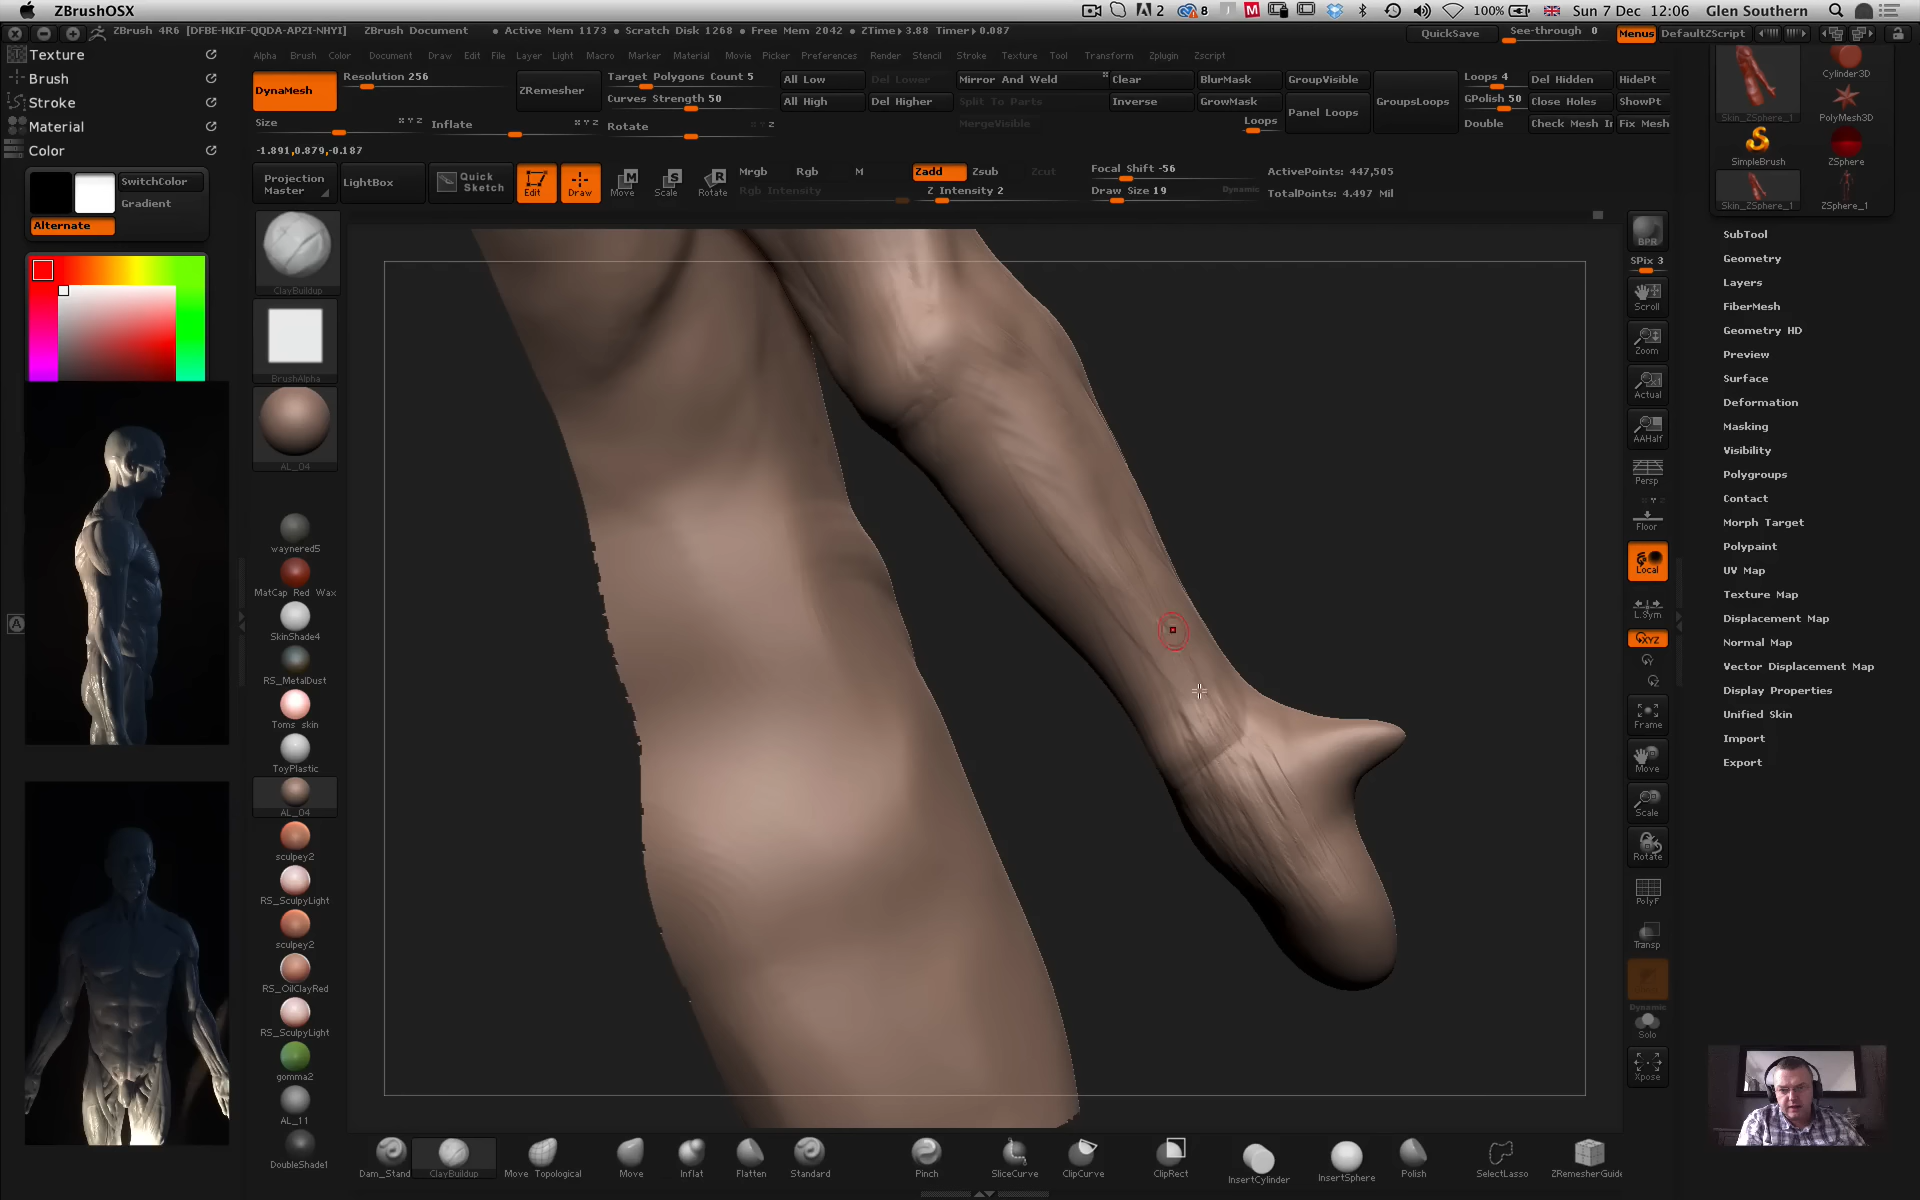 ZBrushOSX
2
8
100%
Sun 7 Dec 12:06
Glen Southern
ZBrush 4R6 [DFBE-HKIF-QQDA-APZI-NHYI]
ZBrush Document
• Active Mem 1173 • Scratch Disk 1268 • Free Mem 2042 • ZTime▸3.88 Timer▸0.087
QuickSave
See-through 0
Menus
DefaultZScript
Alpha Brush Color Document Draw Edit File Layer Light Macro Marker Material Movie Picker Preferences Render Stencil Stroke Texture Tool Transform Zplugin Zscript
Texture
Brush
Stroke
Material
Color
DynaMesh
Resolution 256
Size
ZRemesher
Inflate
Target Polygons Count 5
Curves Strength 50
Rotate
All Low
Del Lower
Mirror And Weld
Clear
BlurMask
GroupVisible
GroupsLoops
Loops 4
Del Hidden
HidePt
All High
Del Higher
Split To Parts
Inverse
GrowMask
Panel Loops
GPolish 50
Close Holes
ShowPt
MergeVisible
Loops
Double
Check Mesh Ir
Fix Mesh
-1.891,0.879,-0.187
Projection
Master
LightBox
Quick
Sketch
Edit
Draw
Move
Scale
Rotate
Mrgb
Rgb
M
Rgb Intensity
Zadd
Zsub
Zcut
Z Intensity 2
Focal Shift -56
Draw Size 19
Dynamic
ActivePoints: 447,505
TotalPoints: 4.497 Mil
SwitchColor
Gradient
Alternate
ClayBuildup
BrushAlpha
AL_04
waynered5
MatCap Red Wax
SkinShade4
RS_MetalDust
Toms skin
ToyPlastic
AL_04
sculpey2
RS_SculpyLight
sculpey2
RS_OilClayRed
RS_SculpyLight
gomma2
AL_11
DoubleShade1
A
BPR
SPix 3
Scroll
Zoom
Actual
AAHalf
Persp
Floor
Local
L.Sym
XYZ
Frame
Move
Scale
Rotate
PolyF
Transp
Dynamic
Solo
Xpose
Skin_ZSphere_1
Cylinder3D
PolyMesh3D
SimpleBrush
ZSphere
Skin_ZSphere_1
ZSphere_1
SubTool
Geometry
Layers
FiberMesh
Geometry HD
Preview
Surface
Deformation
Masking
Visibility
Polygroups
Contact
Morph Target
Polypaint
UV Map
Texture Map
Displacement Map
Normal Map
Vector Displacement Map
Display Properties
Unified Skin
Import
Export
Dam_Stand
ClayBuildup
Move Topological
Move
Inflat
Flatten
Standard
Pinch
SliceCurve
ClipCurve
ClipRect
InsertCylinder
InsertSphere
Polish
SelectLasso
ZRemesherGuide